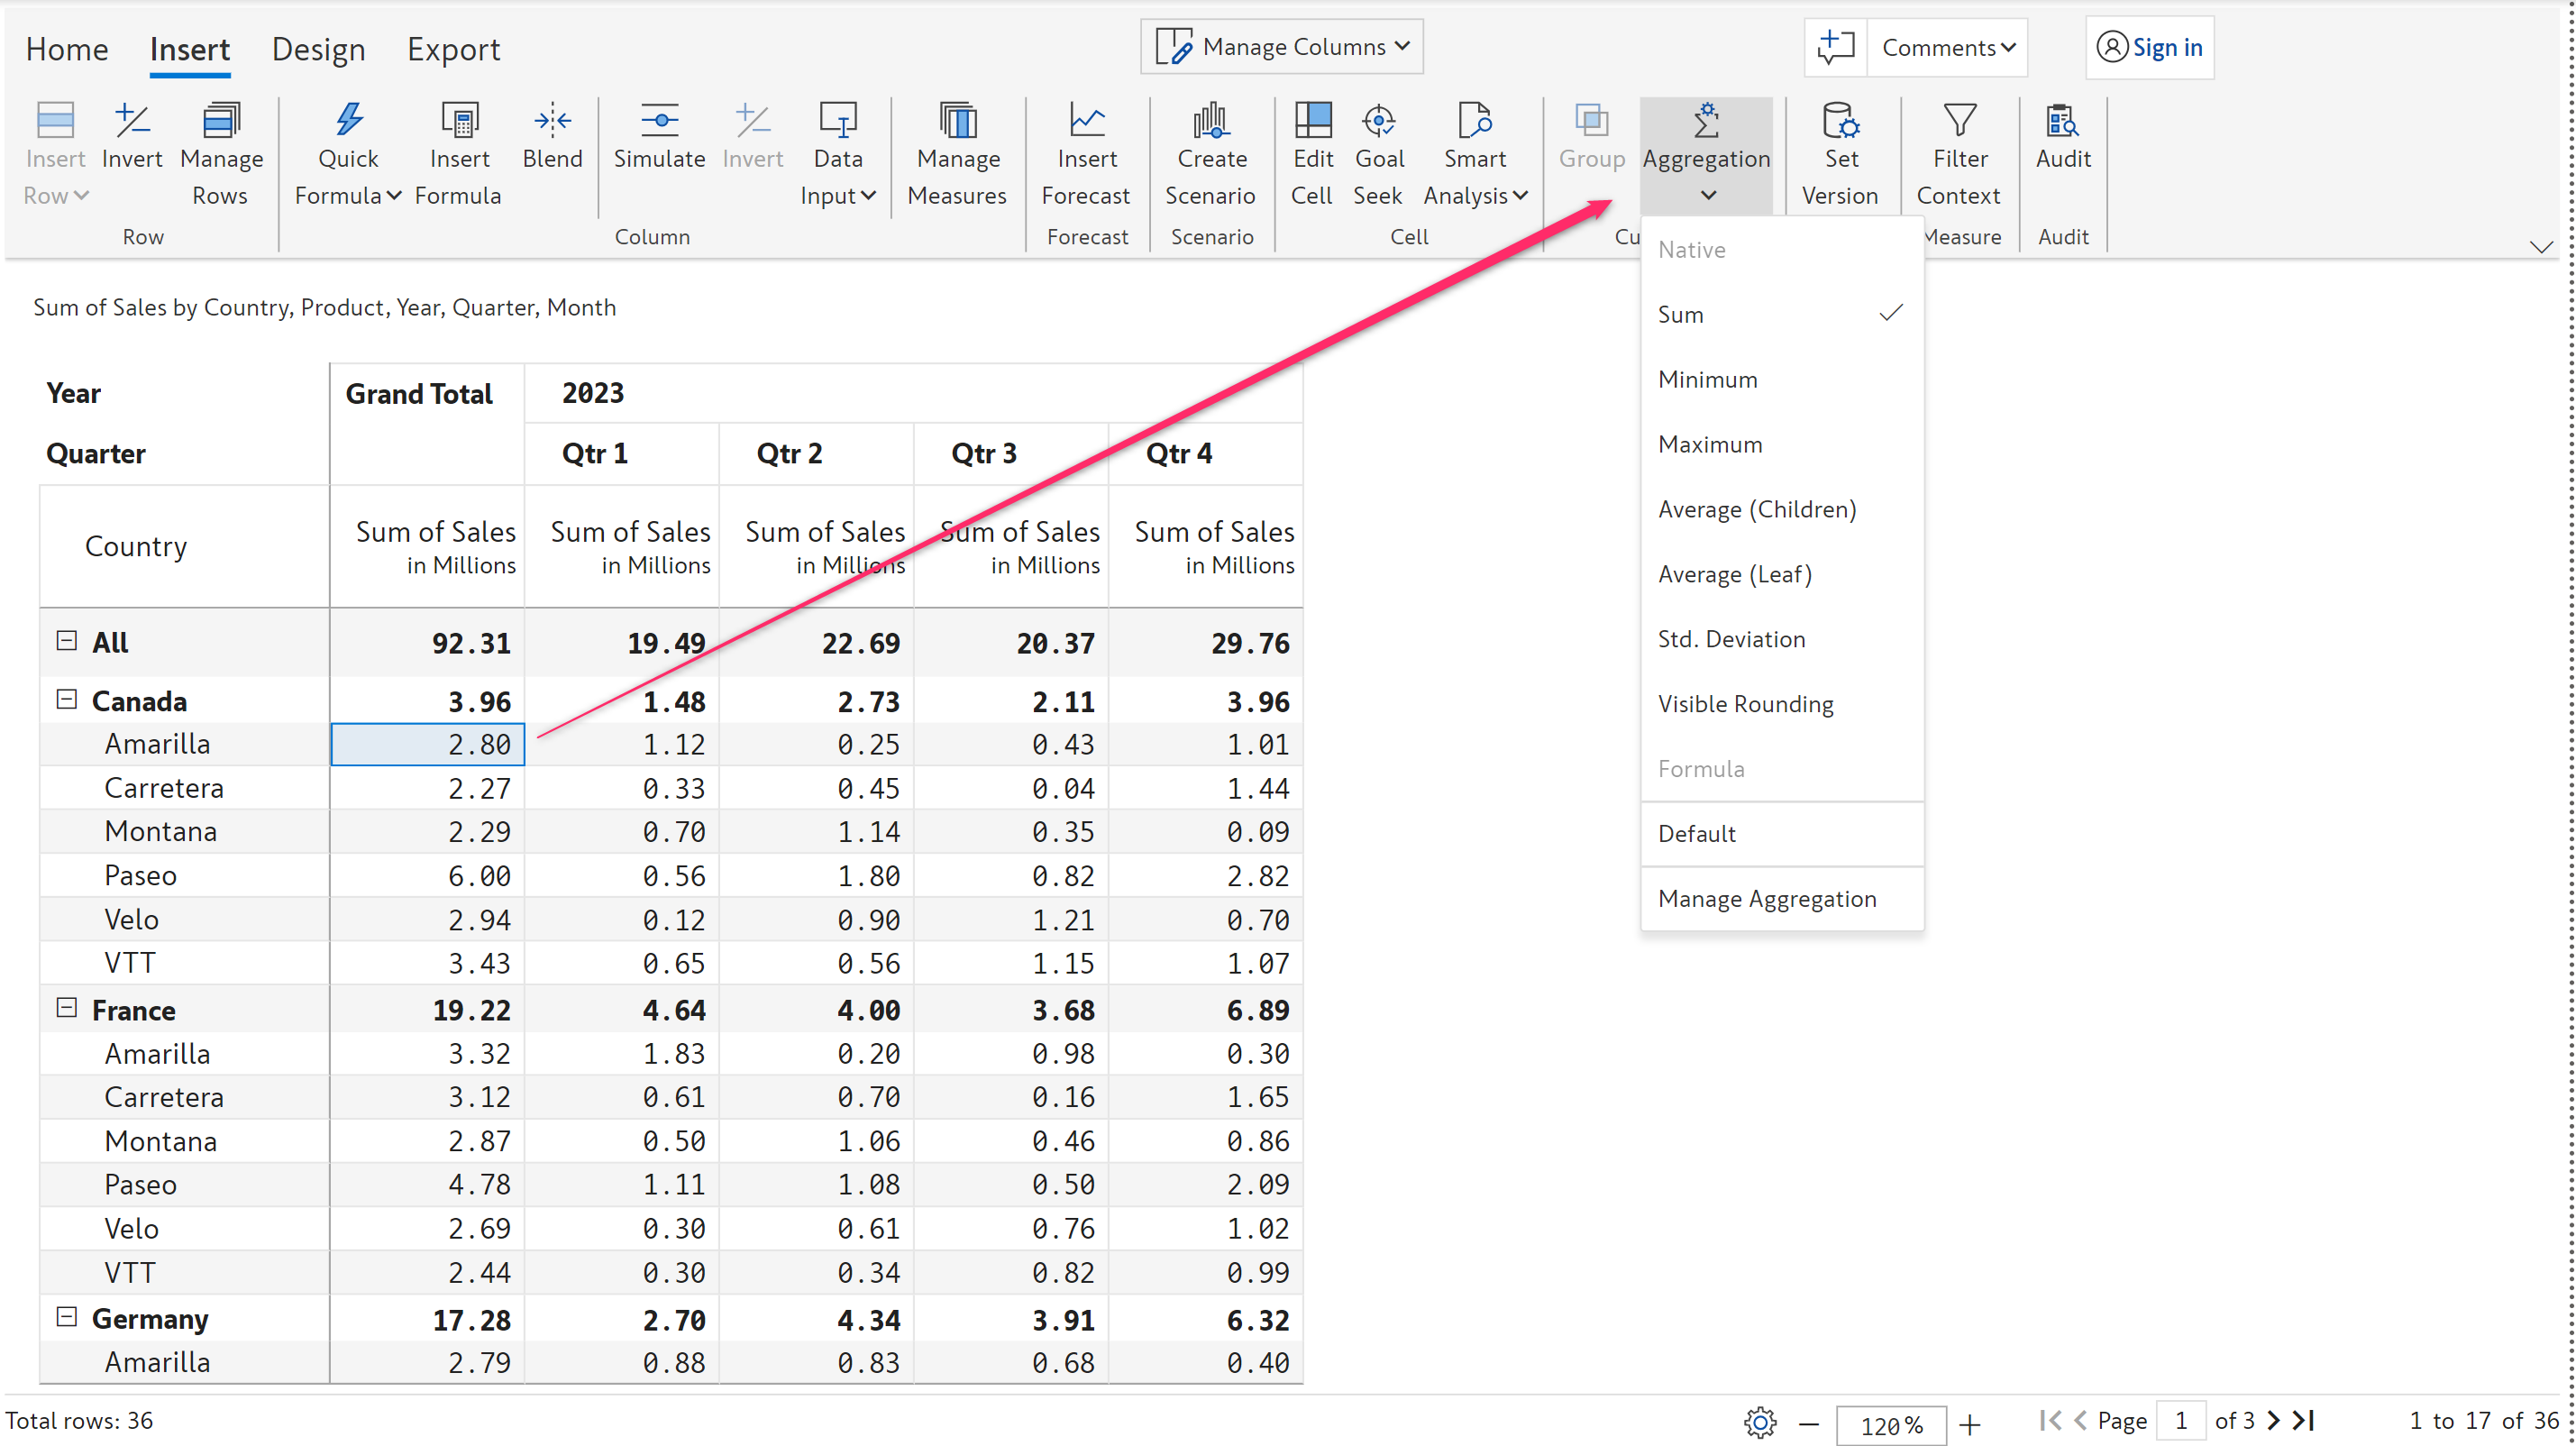 Home Insert Design Export Manage Columns Comments Sign in
Insert Invert Manage Quick Insert Blend Simulate Invert Data Manage Insert Create Edit Goal Smart Group Aggregation Set Filter Audit
Row Rows Formula Formula Input Measures Forecast Scenario Cell Seek Analysis Version Context
Row Column Forecast Scenario Cell Cu Measure Audit
Native
Sum
Minimum
Maximum
Average (Children)
Average (Leaf)
Std. Deviation
Visible Rounding
Formula
Default
Manage Aggregation
Sum of Sales by Country, Product, Year, Quarter, Month
Year Grand Total 2023
Quarter Qtr 1 Qtr 2 Qtr 3 Qtr 4
Country Sum of Sales Sum of Sales Sum of Sales Sum of Sales Sum of Sales
in Millions in Millions in Millions in Millions in Millions
All 92.31 19.49 22.69 20.37 29.76
Canada 3.96 1.48 2.73 2.11 3.96
Amarilla 2.80 1.12 0.25 0.43 1.01
Carretera 2.27 0.33 0.45 0.04 1.44
Montana 2.29 0.70 1.14 0.35 0.09
Paseo 6.00 0.56 1.80 0.82 2.82
Velo 2.94 0.12 0.90 1.21 0.70
VTT 3.43 0.65 0.56 1.15 1.07
France 19.22 4.64 4.00 3.68 6.89
Amarilla 3.32 1.83 0.20 0.98 0.30
Carretera 3.12 0.61 0.70 0.16 1.65
Montana 2.87 0.50 1.06 0.46 0.86
Paseo 4.78 1.11 1.08 0.50 2.09
Velo 2.69 0.30 0.61 0.76 1.02
VTT 2.44 0.30 0.34 0.82 0.99
Germany 17.28 2.70 4.34 3.91 6.32
Amarilla 2.79 0.88 0.83 0.68 0.40
Total rows: 36 120% Page 1 of 3 1 to 17 of 36